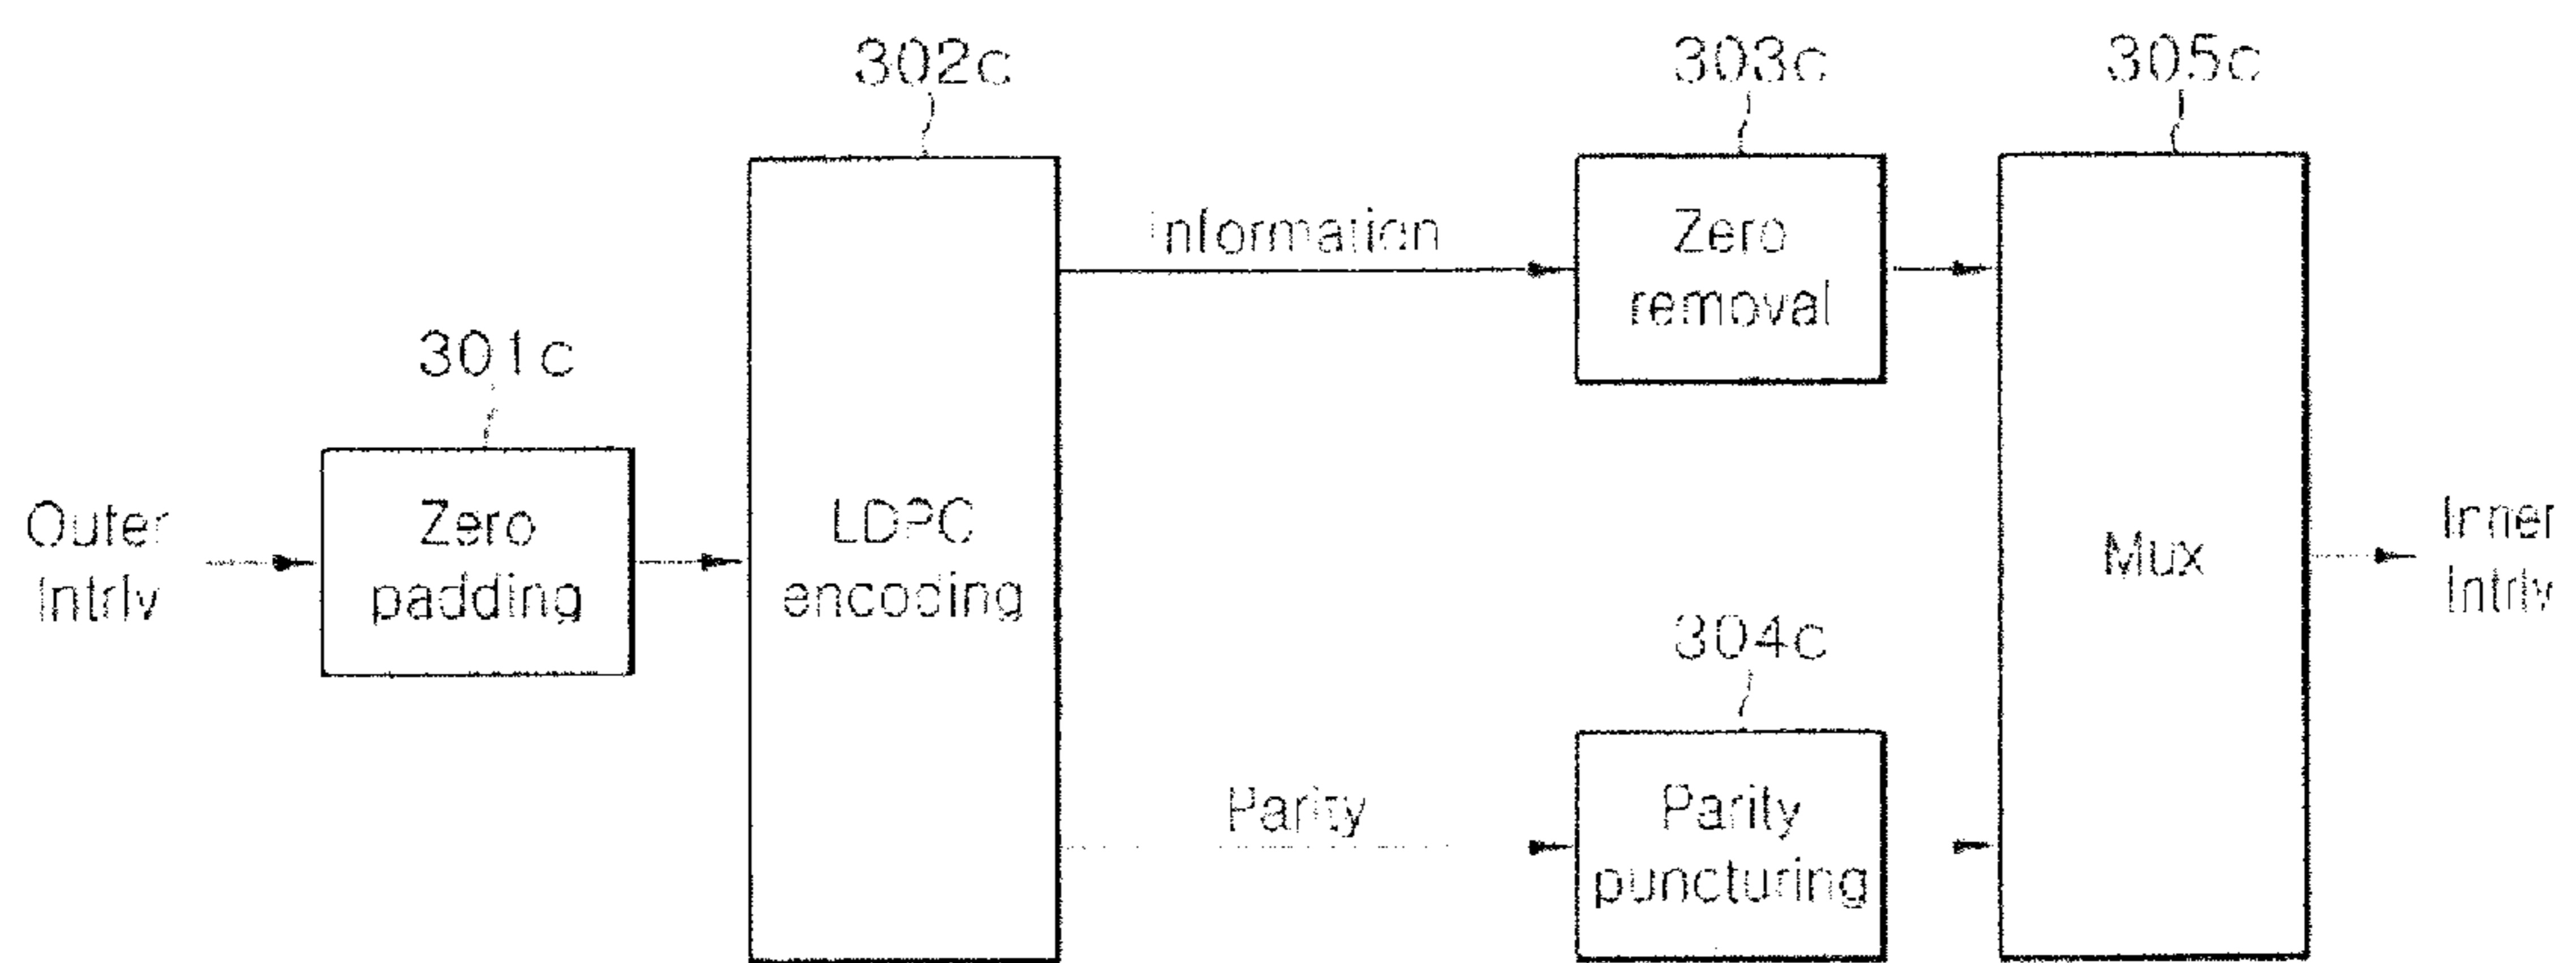 302c
303c
305c
Information
Zero
removal
301c
Outer
Intrlv
Zero
padding
LDPC
encoding
Mux
Inner
Intrlv
304c
Parity
Parity
puncturing